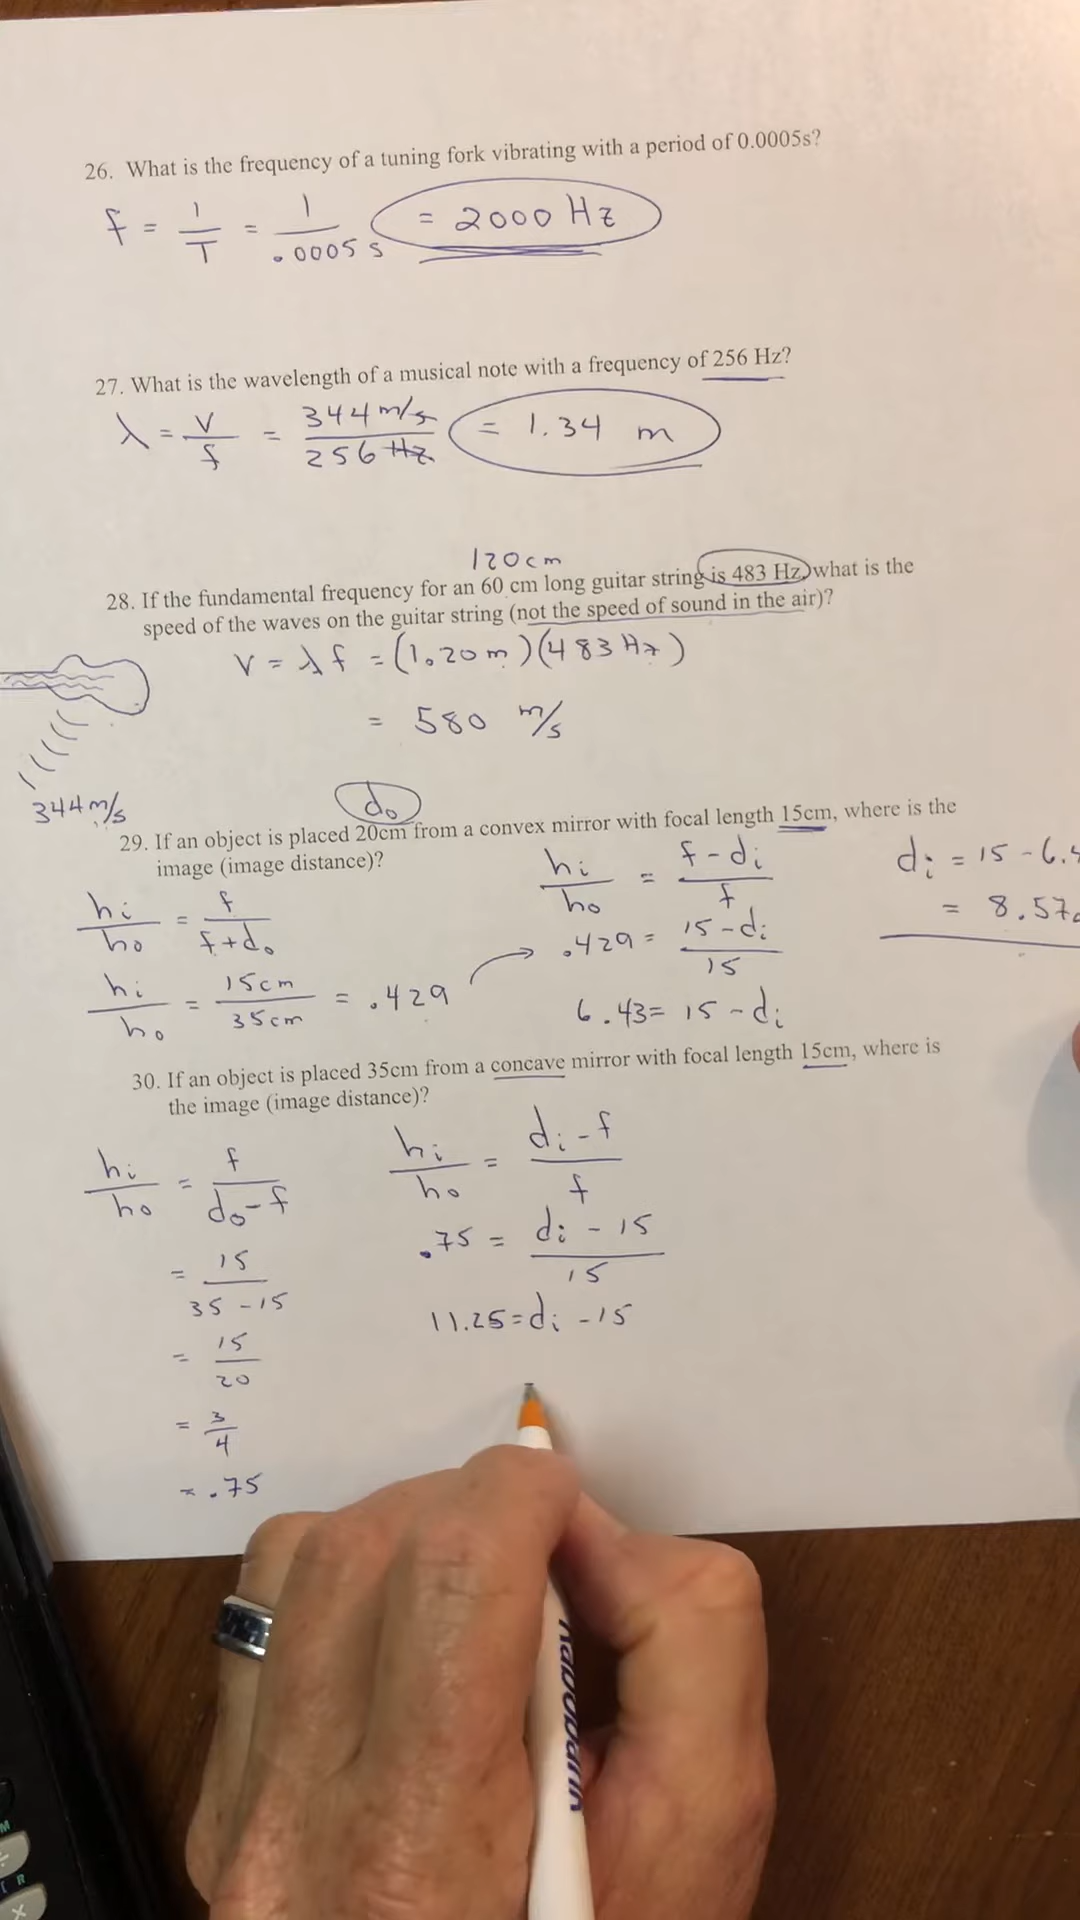 26. What is the frequency of a tuning fork vibrating with a period of 0.0005s?
f = 1/T = 1/.0005 s = 2000 Hz
27. What is the wavelength of a musical note with a frequency of 256 Hz?
λ = v/f = 344 m/s / 256 Hz = 1.34 m
120cm
28. If the fundamental frequency for an 60 cm long guitar string is 483 Hz, what is the
speed of the waves on the guitar string (not the speed of sound in the air)?
v = λf = (1.20m)(483Hz)
= 580 m/s
344 m/s
do
29. If an object is placed 20cm from a convex mirror with focal length 15cm, where is the
image (image distance)?
hi/ho = f/(f+do)
hi/ho = 15cm/35cm = .429
hi/ho = (f-di)/f
.429 = (15-di)/15
6.43 = 15-di
di = 15-6.4
= 8.57
30. If an object is placed 35cm from a concave mirror with focal length 15cm, where is
the image (image distance)?
hi/ho = f/(do-f)
= 15/(35-15)
= 15/20
= 3/4
= .75
hi/ho = (di-f)/f
.75 = (di-15)/15
11.25 = di-15
rabobank
M
÷
R
×